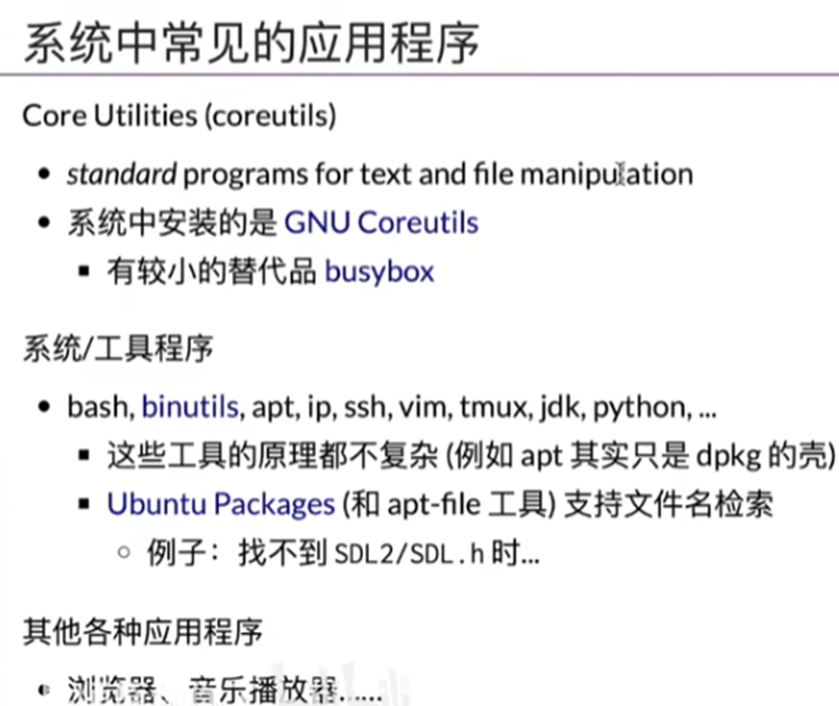 系统中常见的应用程序
Core Utilities (coreutils)
• standard programs for text and file manipulation
• 系统中安装的是 GNU Coreutils
▪ 有较小的替代品 busybox
系统/工具程序
• bash, binutils, apt, ip, ssh, vim, tmux, jdk, python, ...
▪ 这些工具的原理都不复杂 (例如 apt 其实只是 dpkg 的壳)
▪ Ubuntu Packages (和 apt-file 工具) 支持文件名检索
○ 例子：找不到 SDL2/SDL.h 时...
其他各种应用程序
• 浏览器、音乐播放器......